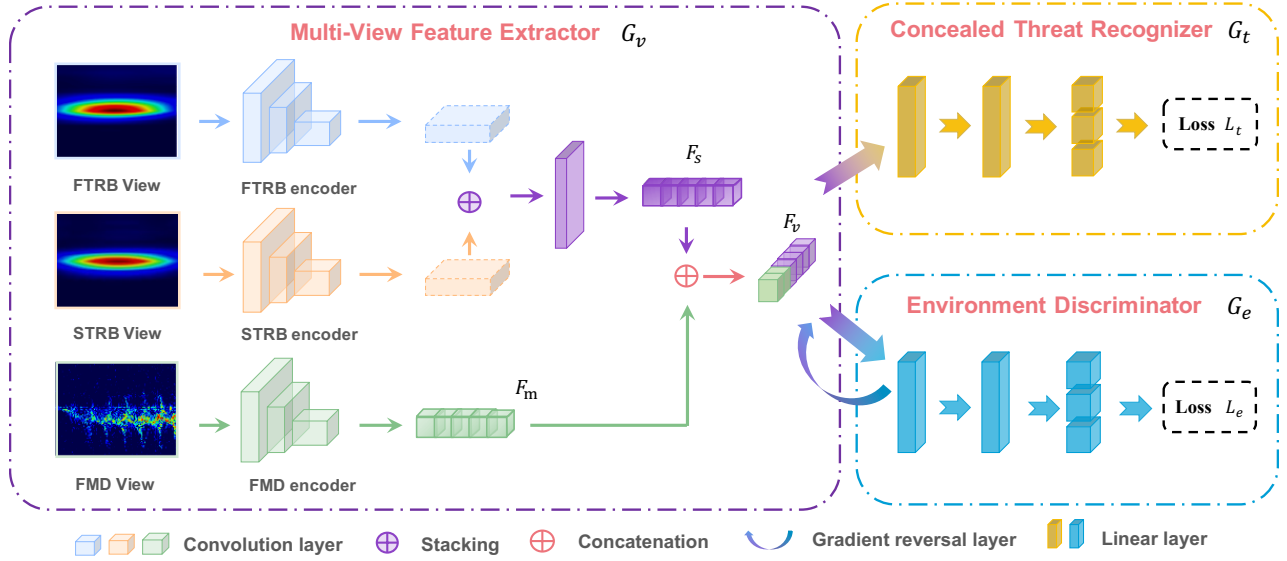 Multi-View Feature Extractor G_v
FTRB View
FTRB encoder
STRB View
STRB encoder
FMD View
FMD encoder
F_s
F_v
F_m
Concealed Threat Recognizer G_t
Loss L_t
Environment Discriminator G_e
Loss L_e
Convolution layer
Stacking
Concatenation
Gradient reversal layer
Linear layer